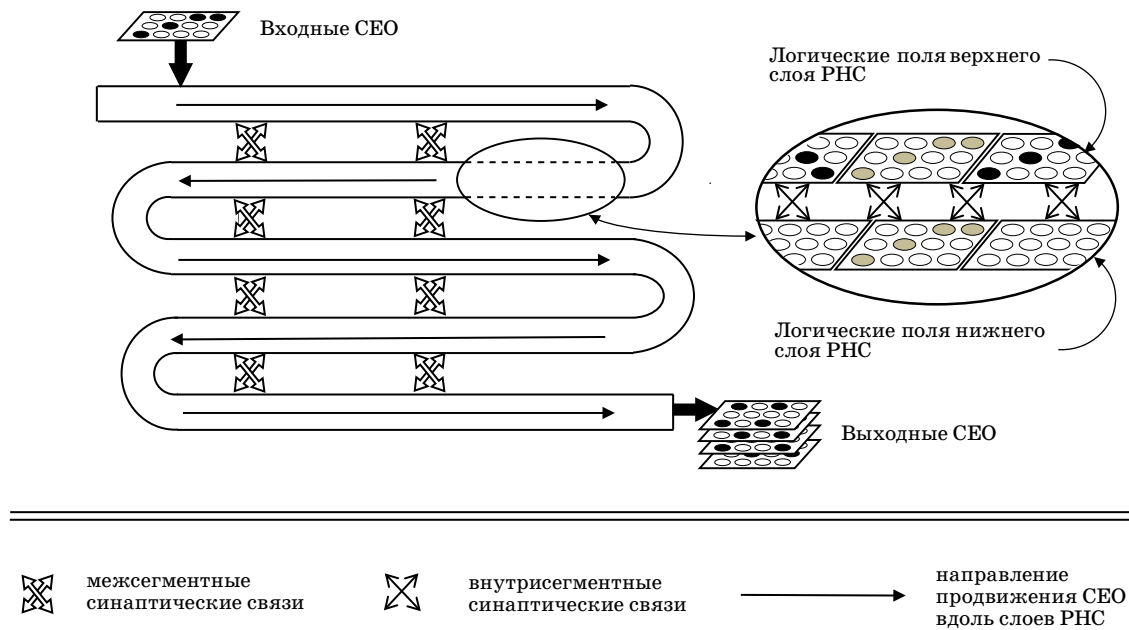 Входные СЕО
Логические поля верхнего
слоя РНС
Логические поля нижнего
слоя РНС
Выходные СЕО
межсегментные
синаптические связи
внутрисегментные
синаптические связи
направление
продвижения СЕО
вдоль слоев РНС